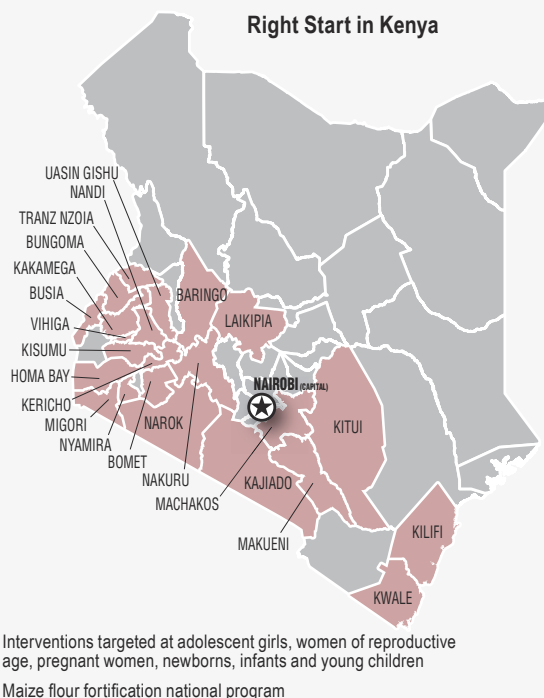 Right Start in Kenya
UASIN GISHU
NANDI
TRANZ NZOIA
BUNGOMA
KAKAMEGA
BUSIA
VIHIGA
KISUMU
HOMA BAY
KERICHO
MIGORI
NYAMIRA
BOMET
NAKURU
MACHAKOS
MAKUENI
BARINGO
LAIKIPIA
NAIROBI (CAPITAL)
NAROK
KAJIADO
KITUI
KILIFI
KWALE
Interventions targeted at adolescent girls, women of reproductive
age, pregnant women, newborns, infants and young children
Maize flour fortification national program